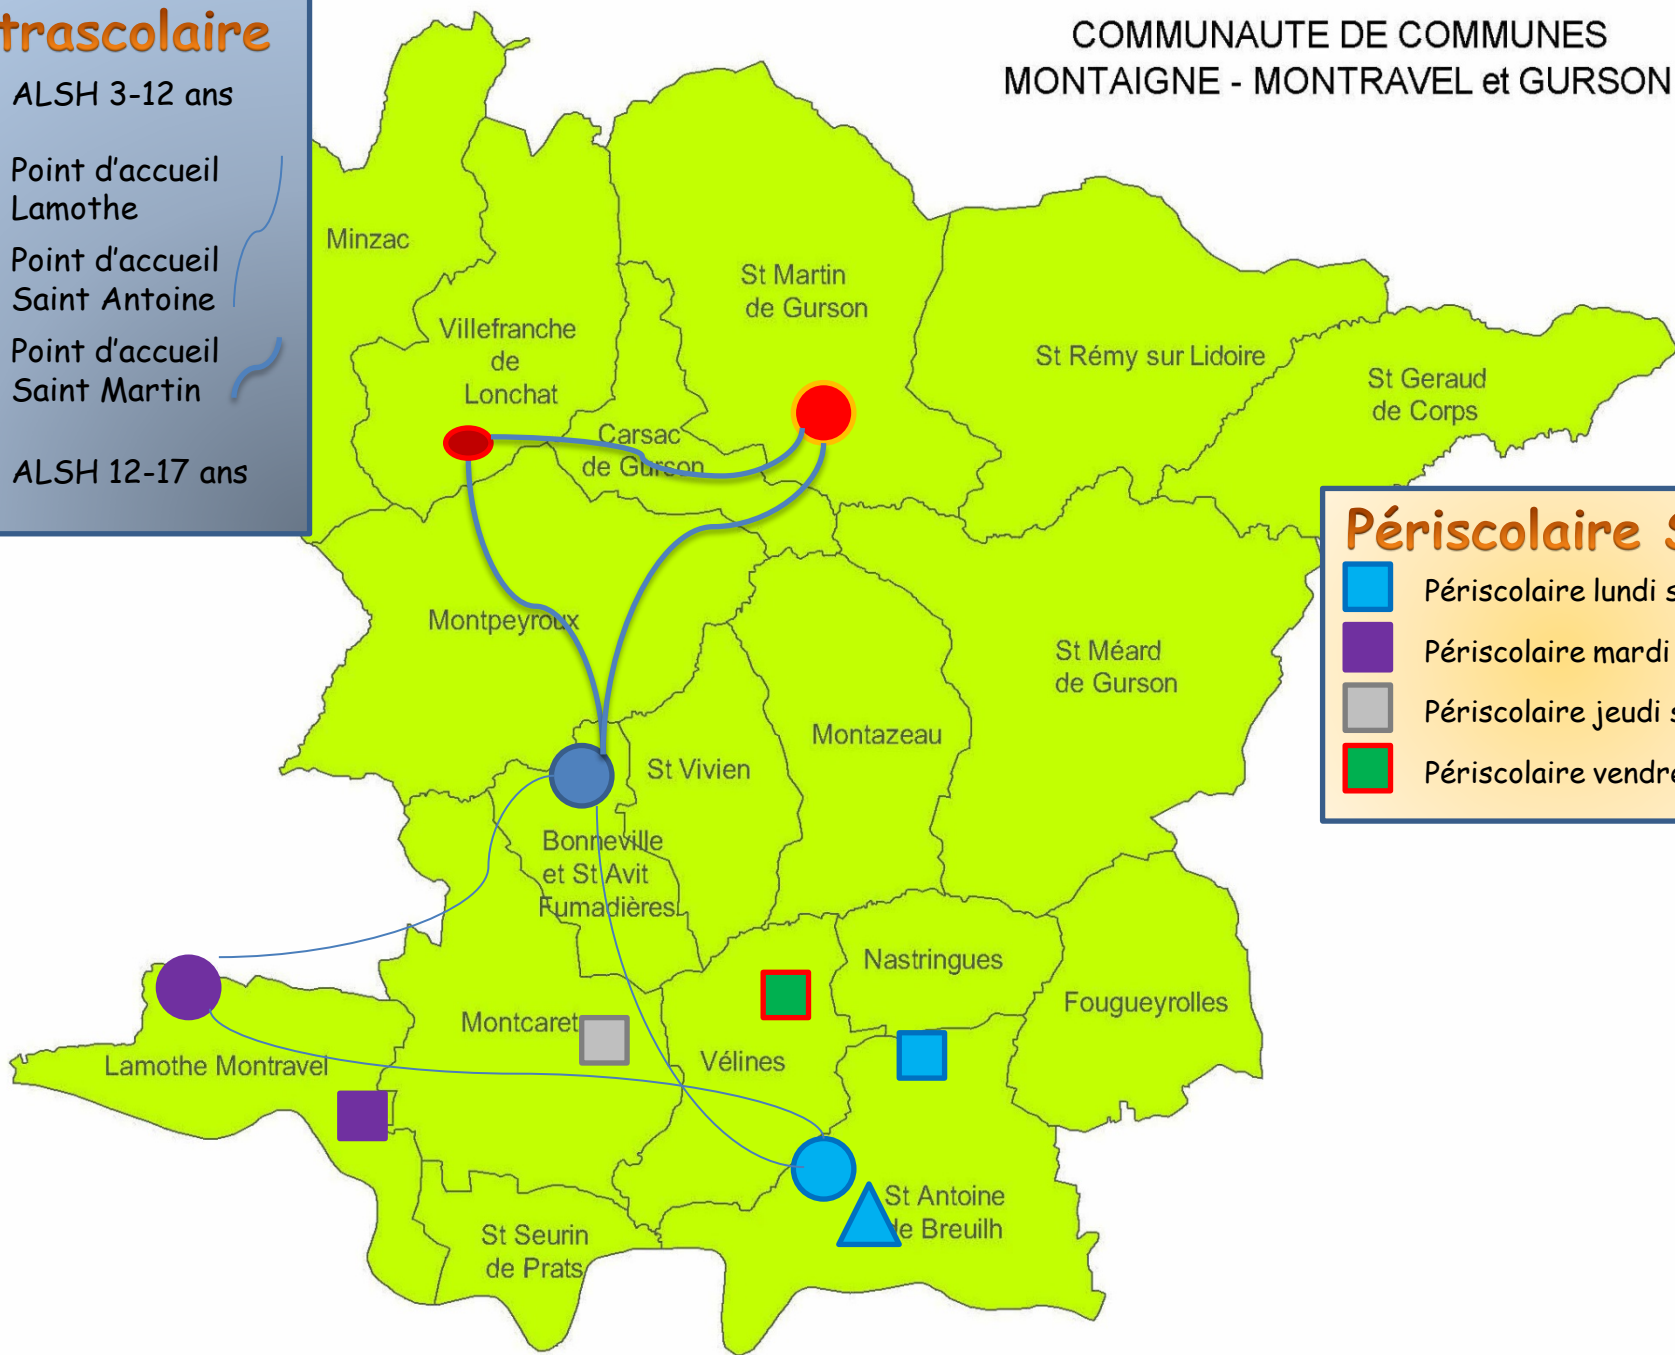 trascolaire
ALSH 3-12 ans
Point d'accueil
Lamothe
Point d'accueil
Saint Antoine
Point d'accueil
Saint Martin
ALSH 12-17 ans
COMMUNAUTE DE COMMUNES
MONTAIGNE - MONTRAVEL et GURSON
Minzac
Villefranche
de
Lonchat
St Martin
de Gurson
St Rémy sur Lidoire
St Geraud
de Corps
Carsac
de Gurson
Montpeyroux
St Méard
de Gurson
Montazeau
St Vivien
Bonneville
et St Avit
Fumadières
Nastringues
Fougueyrolles
Montcaret
Vélines
Lamothe Montravel
St Antoine
de Breuilh
St Seurin
de Prats
Périscolaire S
Périscolaire lundi s
Périscolaire mardi
Périscolaire jeudi s
Périscolaire vendre